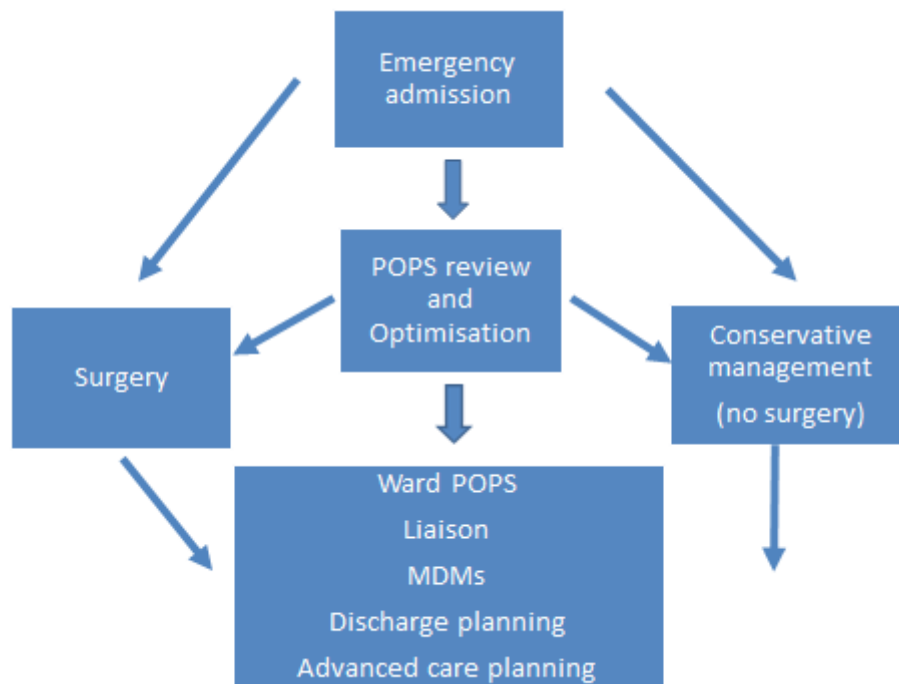 Emergency
admission
POPS review
and
Optimisation
Surgery
Conservative
management
(no surgery)
Ward POPS
Liaison
MDMs
Discharge planning
Advanced care planning